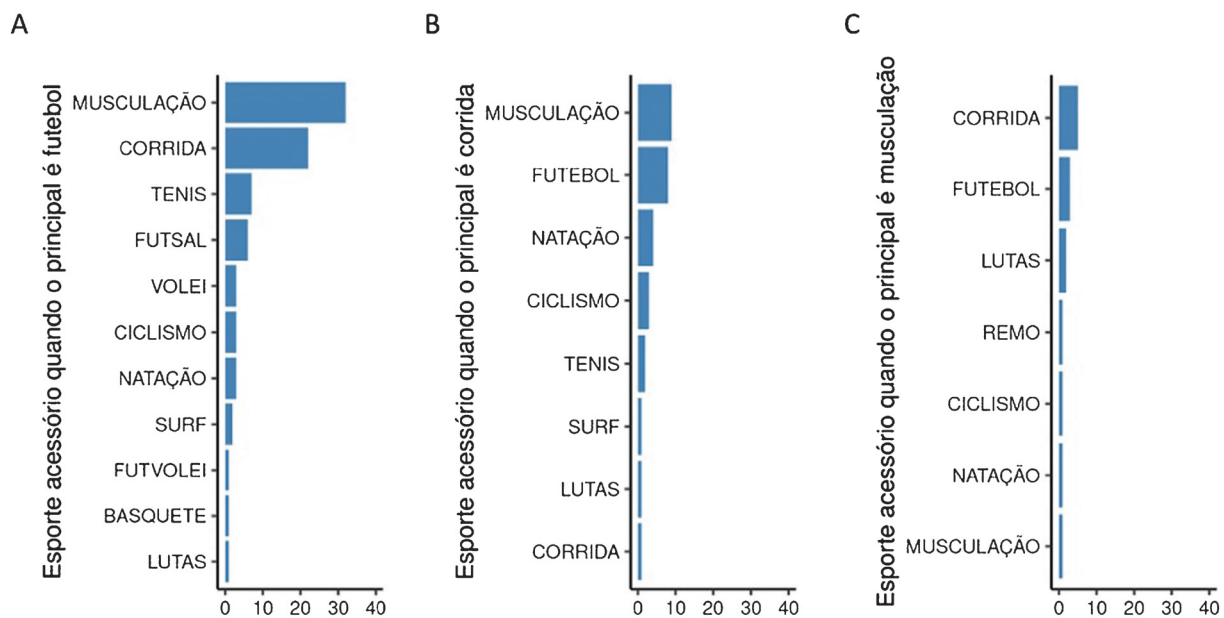 A
Esporte acessório quando o principal é futebol
MUSCULAÇÃO
CORRIDA
TENIS
FUTSAL
VOLEI
CICLISMO
NATAÇÃO
SURF
FUTVOLEI
BASQUETE
LUTAS
0 10 20 30 40
B
Esporte acessório quando o principal é corrida
MUSCULAÇÃO
FUTEBOL
NATAÇÃO
CICLISMO
TENIS
SURF
LUTAS
CORRIDA
0 10 20 30 40
C
Esporte acessório quando o principal é musculação
CORRIDA
FUTEBOL
LUTAS
REMO
CICLISMO
NATAÇÃO
MUSCULAÇÃO
0 10 20 30 40